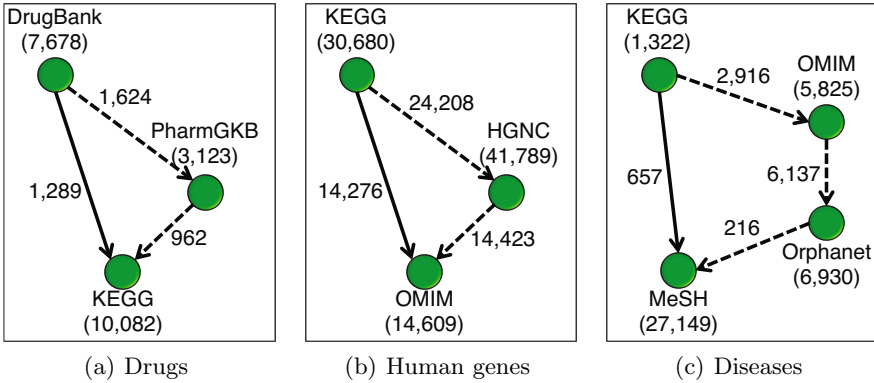 DrugBank
(7,678)
1,624
PharmGKB
(3,123)
1,289
962
KEGG
(10,082)
(a) Drugs
KEGG
(30,680)
24,208
HGNC
(41,789)
14,276
14,423
OMIM
(14,609)
(b) Human genes
KEGG
(1,322)
2,916
OMIM
(5,825)
657
6,137
216
Orphanet
(6,930)
MeSH
(27,149)
(c) Diseases